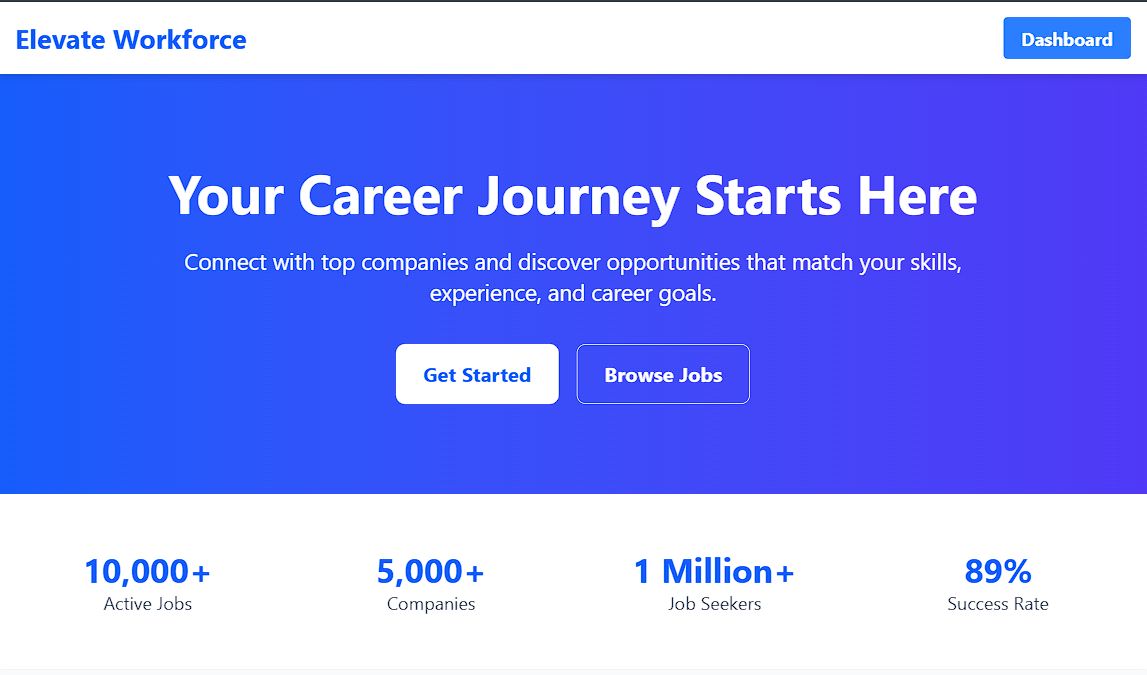 Elevate Workforce
Dashboard
Your Career Journey Starts Here
Connect with top companies and discover opportunities that match your skills,
experience, and career goals.
Get Started
Browse Jobs
10,000+
Active Jobs
5,000+
Companies
1 Million+
Job Seekers
89%
Success Rate